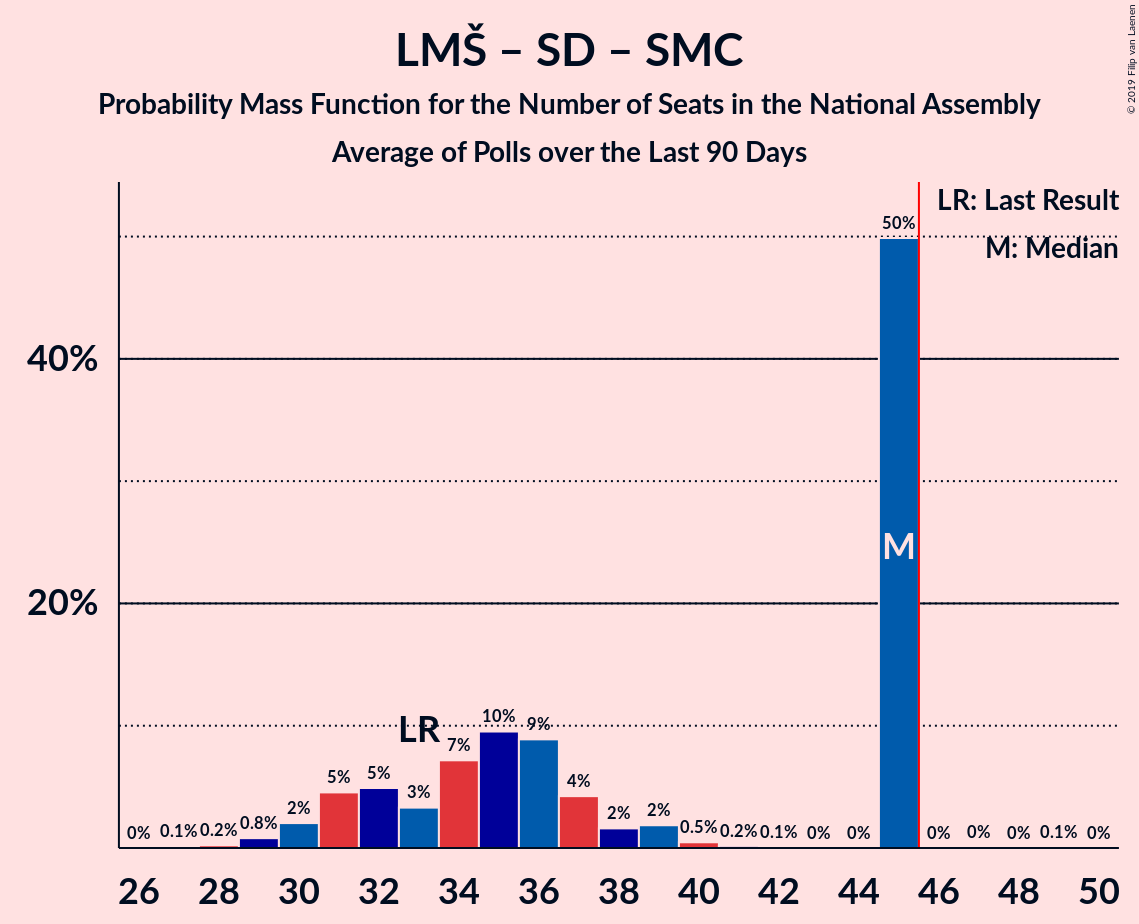 LMŠ – SD – SMC
Probability Mass Function for the Number of Seats in the National Assembly
Average of Polls over the Last 90 Days
© 2019 Filip van Laenen
LR: Last Result
M: Median
50%
40%
20%
M
LR
0% 0.1% 0.2% 0.8% 2% 5% 5% 3% 7% 10% 9% 4% 2% 2% 0.5% 0.2% 0.1% 0% 0% 0% 0% 0% 0.1% 0%
26 28 30 32 34 36 38 40 42 44 46 48 50